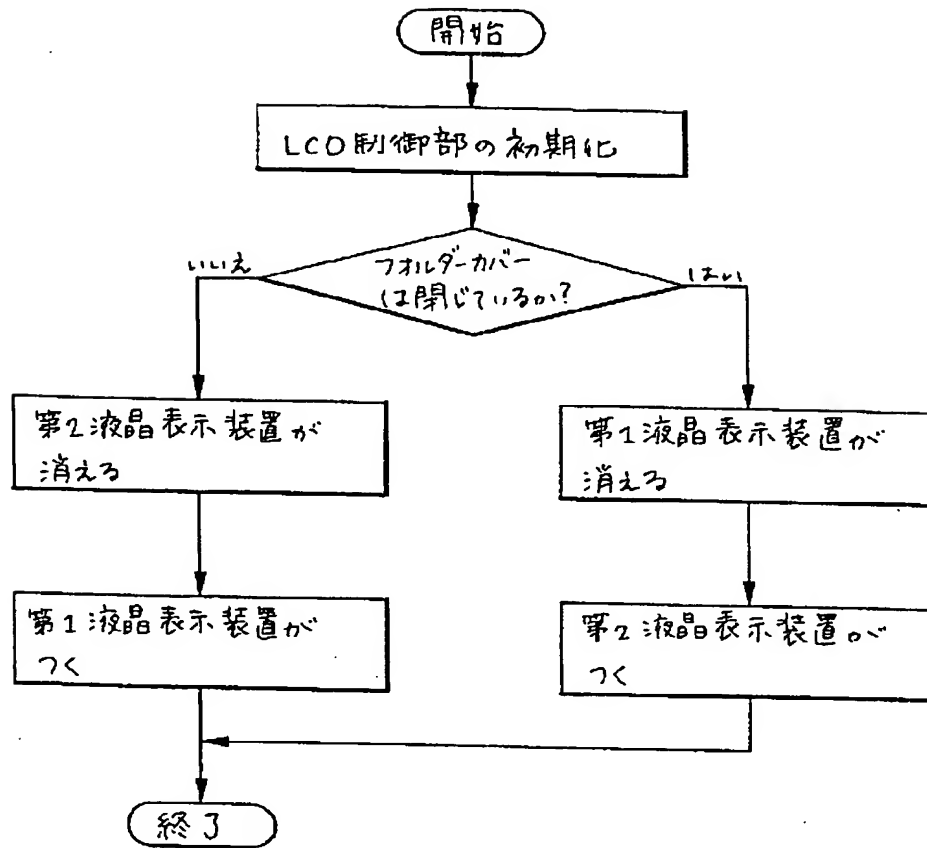 開始
LCD制御部の初期化
フォルダーカバー
は閉じているか?
いいえ
はい
第2液晶表示装置が
消える
第1液晶表示装置が
消える
第1液晶表示装置が
つく
第2液晶表示装置が
つく
終了